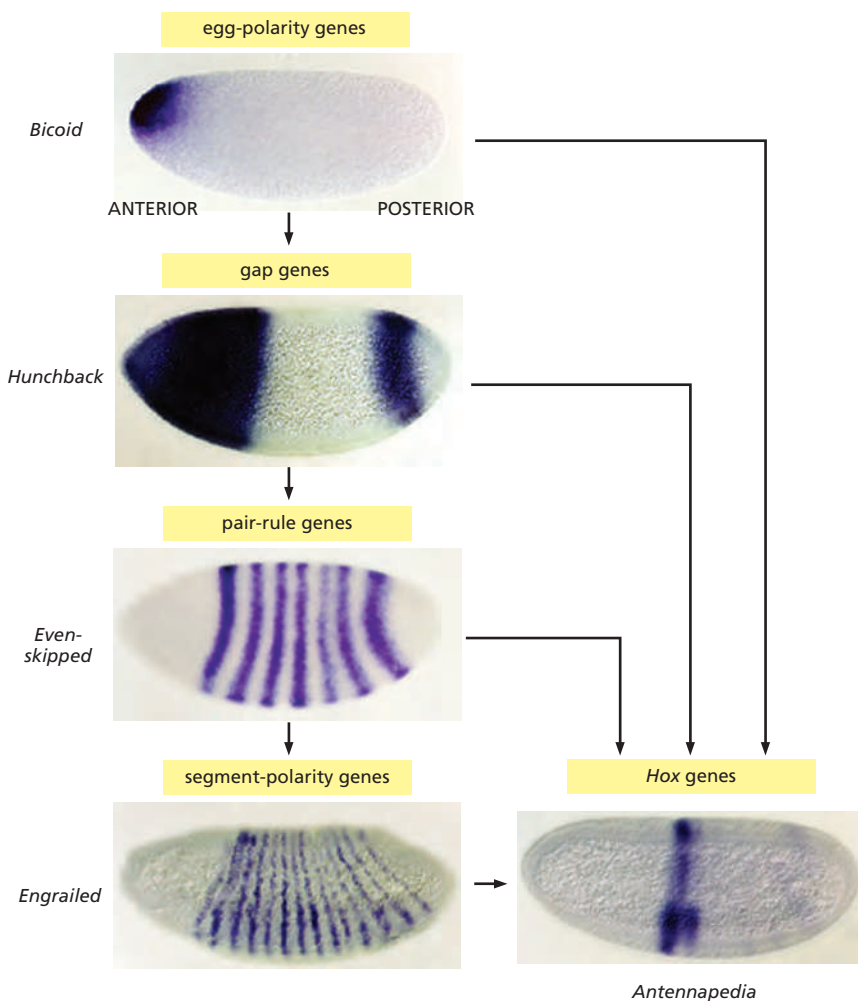 egg-polarity genes
Bicoid
ANTERIOR POSTERIOR
gap genes
Hunchback
pair-rule genes
Even-
skipped
segment-polarity genes
Hox genes
Engrailed
Antennapedia